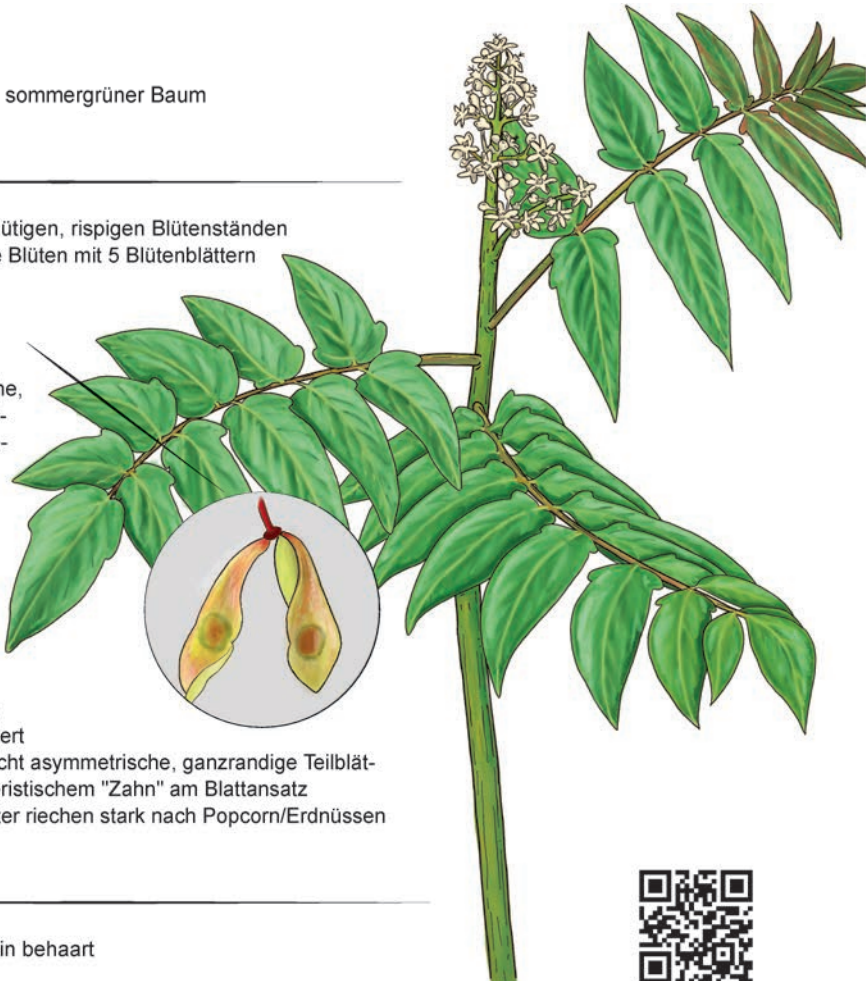 sommergrüner Baum
ütigen, rispigen Blütenständen
e Blüten mit 5 Blütenblättern
ne,
-
-
ert
cht asymmetrische, ganzrandige Teilblät-
ristischem "Zahn" am Blattansatz
ter riechen stark nach Popcorn/Erdnüssen
in behaart